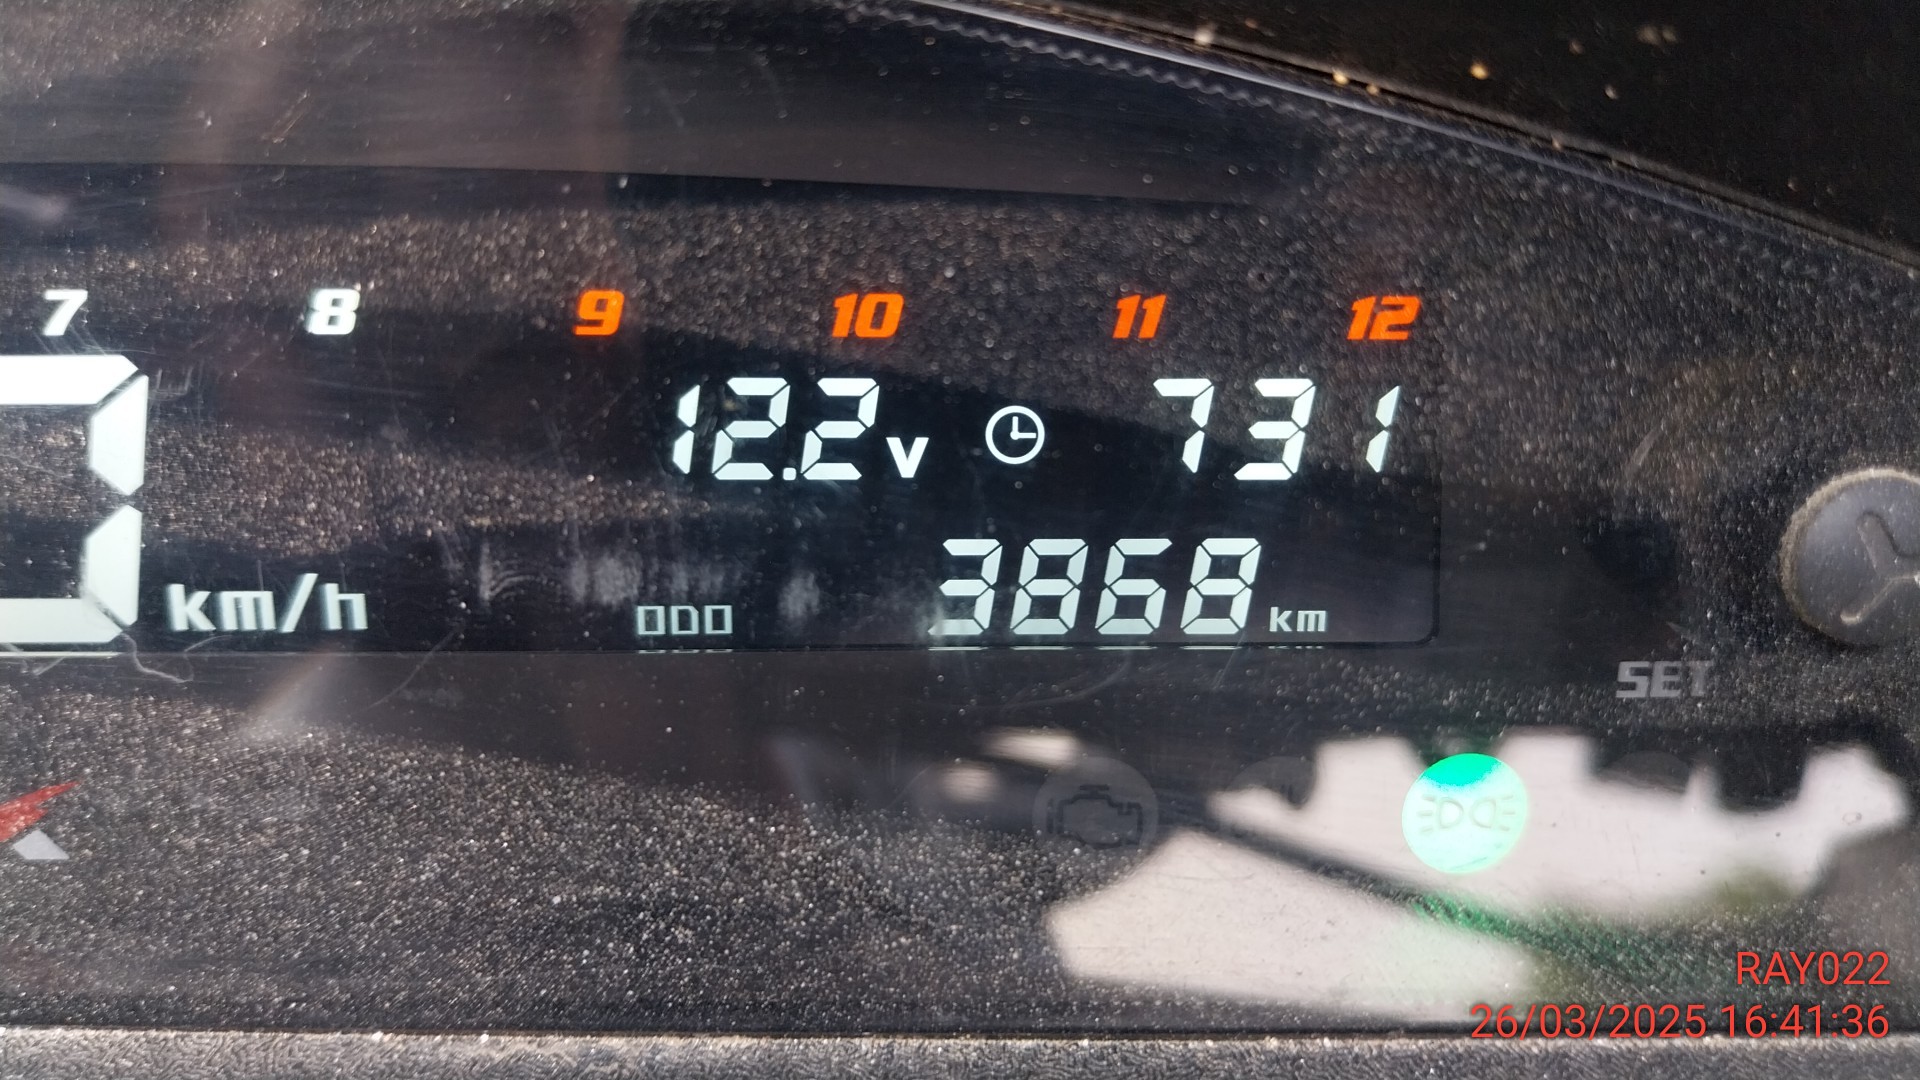 7 8 9 10 11 12
12.2 v 7 31
km/h ODO 3868 km
SET
RAY022
26/03/2025 16:41:36